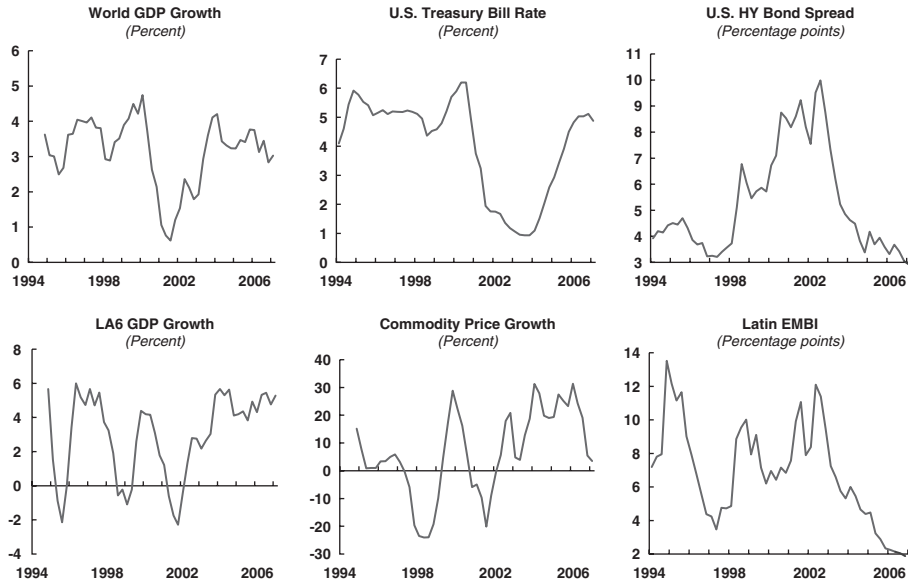 World GDP Growth
(Percent)
6
5
4
3
2
1
0
1994 1998 2002 2006
U.S. Treasury Bill Rate
(Percent)
7
6
5
4
3
2
1
0
1994 1998 2002 2006
U.S. HY Bond Spread
(Percentage points)
11
10
9
8
7
6
5
4
3
1994 1998 2002 2006
LA6 GDP Growth
(Percent)
8
6
4
2
0
-2
-4
1994 1998 2002 2006
Commodity Price Growth
(Percent)
40
30
20
10
0
-10
-20
-30
1994 1998 2002 2006
Latin EMBI
(Percentage points)
14
12
10
8
6
4
2
1994 1998 2002 2006